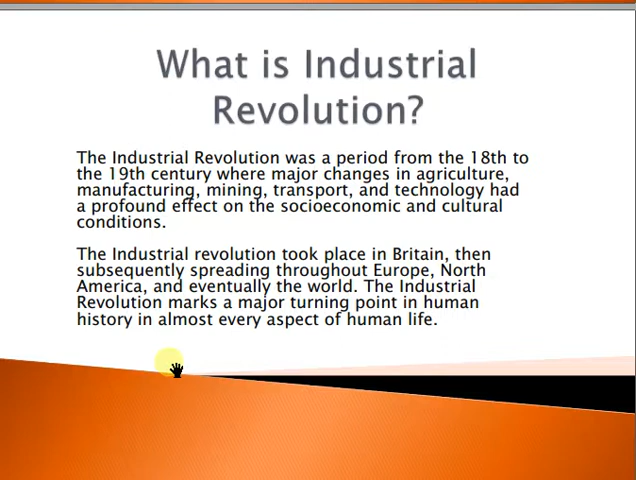 What is Industrial
Revolution?
The Industrial Revolution was a period from the 18th to
the 19th century where major changes in agriculture,
manufacturing, mining, transport, and technology had
a profound effect on the socioeconomic and cultural
conditions.
The Industrial revolution took place in Britain, then
subsequently spreading throughout Europe, North
America, and eventually the world. The Industrial
Revolution marks a major turning point in human
history in almost every aspect of human life.